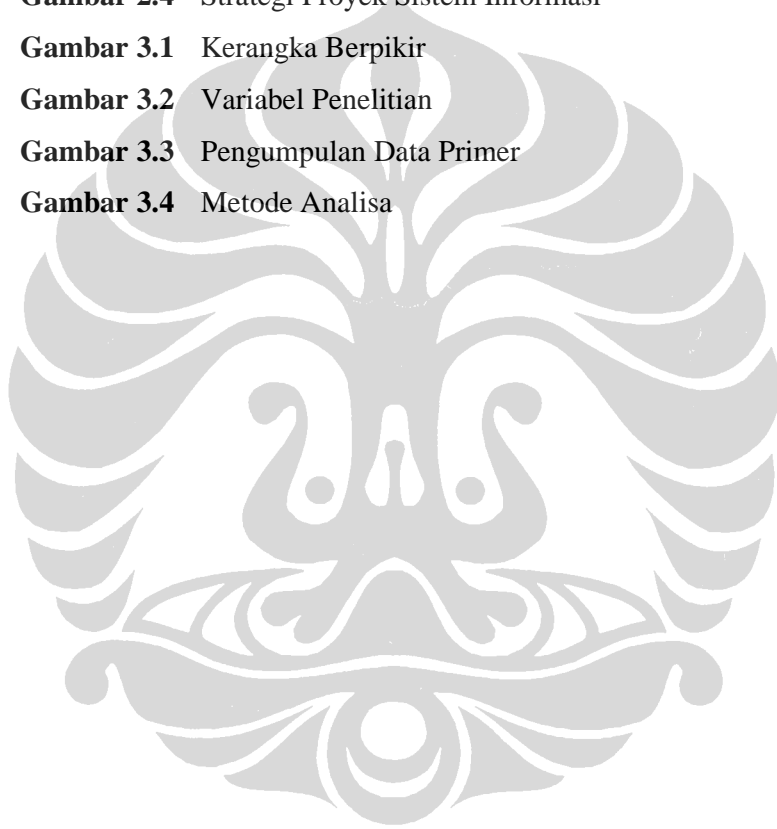 Gambar 2.4 Strategi Proyek Sistem Informasi
Gambar 3.1 Kerangka Berpikir
Gambar 3.2 Variabel Penelitian
Gambar 3.3 Pengumpulan Data Primer
Gambar 3.4 Metode Analisa